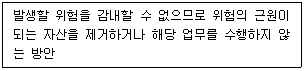 발생할 위험을 감내할 수 없으므로 위험의 근원이
되는 자산을 제거하거나 해당 업무를 수행하지 않
는 방안